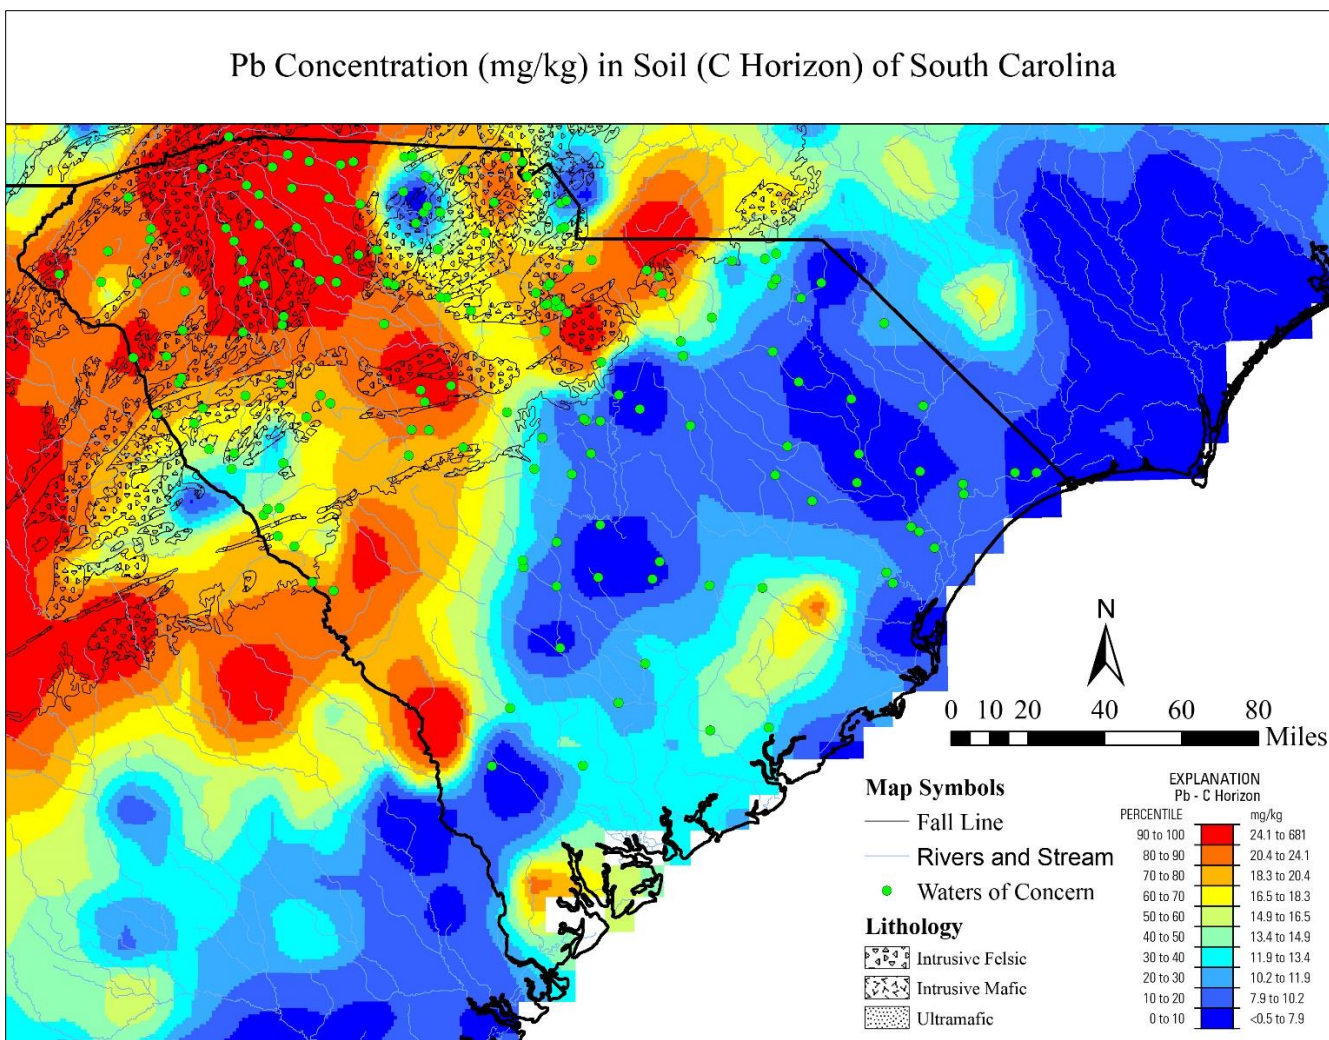 Pb Concentration (mg/kg) in Soil (C Horizon) of South Carolina
N
0 10 20 40 60 80
Miles
Map Symbols
Fall Line
Rivers and Stream
Waters of Concern
Lithology
Intrusive Felsic
Intrusive Mafic
Ultramafic
EXPLANATION
Pb - C Horizon
PERCENTILE mg/kg
90 to 100 24.1 to 681
80 to 90 20.4 to 24.1
70 to 80 18.3 to 20.4
60 to 70 16.5 to 18.3
50 to 60 14.9 to 16.5
40 to 50 13.4 to 14.9
30 to 40 11.9 to 13.4
20 to 30 10.2 to 11.9
10 to 20 7.9 to 10.2
0 to 10 <0.5 to 7.9